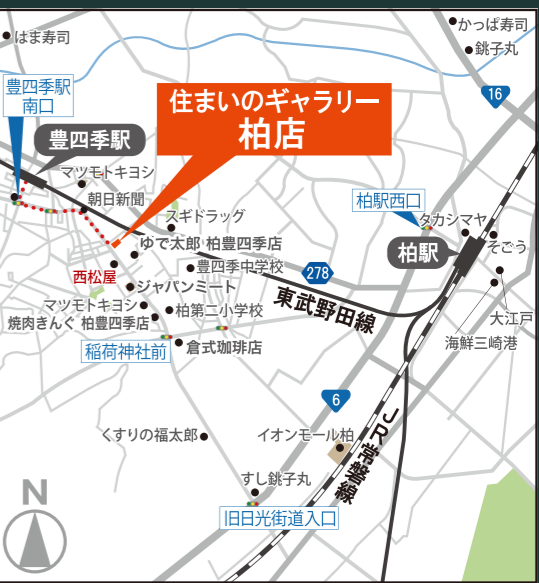 かっぱ寿司
はま寿司
銚子丸
豊四季駅
南口
16
住まいのギャラリー
柏店
豊四季駅
マツモトキヨシ
朝日新聞
柏駅西口
スギドラッグ
タカシマヤ
ゆで太郎 柏豊四季店
柏駅
そごう
西松屋
豊四季中学校
278
ジャパンミート
東武野田線
マツモトキヨシ
柏第二小学校
大江戸
焼肉きんぐ 柏豊四季店
海鮮三崎港
稲荷神社前
倉式珈琲店
6
JR常磐線
くすりの福太郎
イオンモール柏
すし銚子丸
N
旧日光街道入口